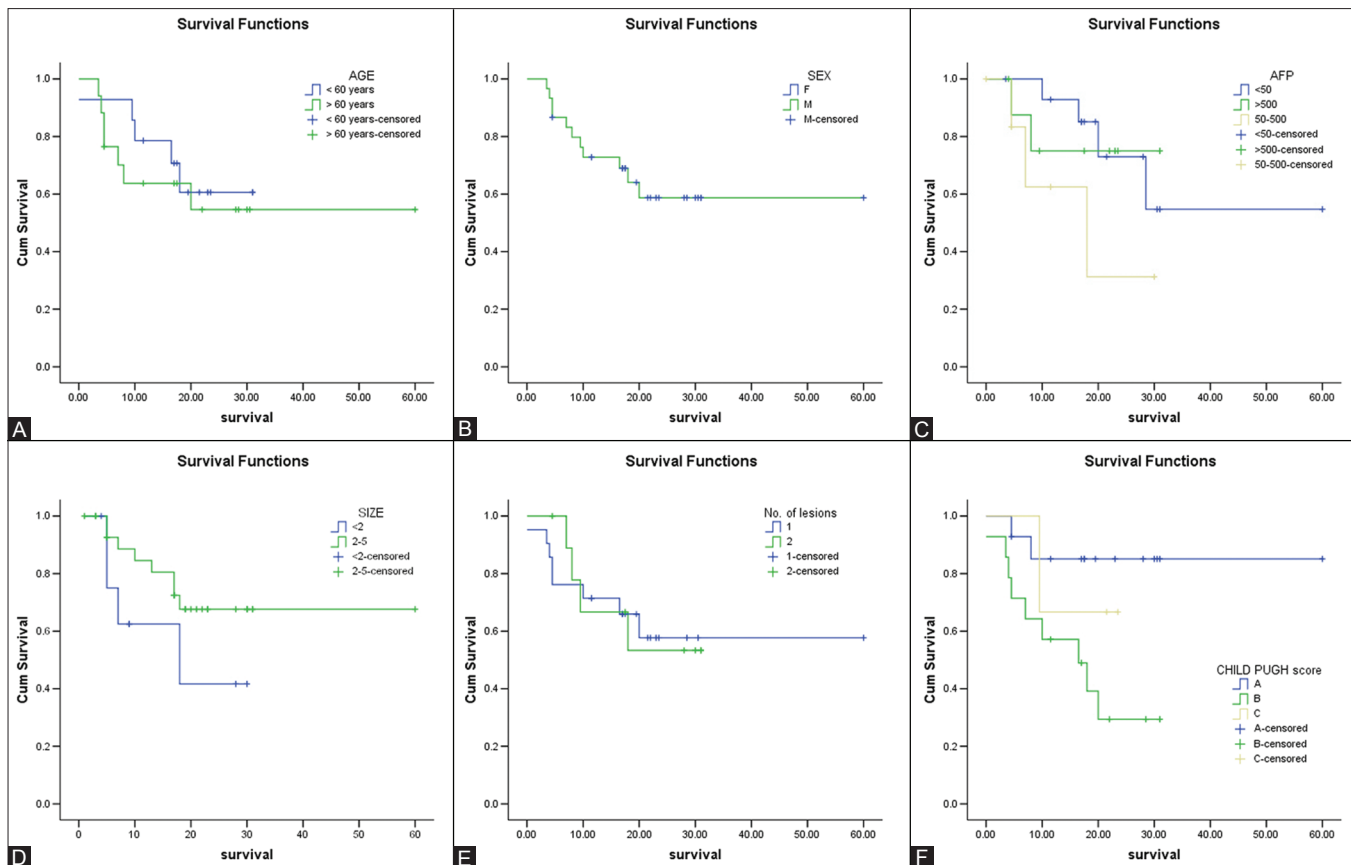 Survival Functions
Cum Survival
1.0
0.8
0.6
0.4
0.2
0.0
AGE
< 60 years
> 60 years
< 60 years-censored
> 60 years-censored
0.00 10.00 20.00 30.00 40.00 50.00 60.00
survival
A
Survival Functions
Cum Survival
1.0
0.8
0.6
0.4
0.2
0.0
SEX
F
M
M-censored
0.00 10.00 20.00 30.00 40.00 50.00 60.00
survival
B
Survival Functions
Cum Survival
1.0
0.8
0.6
0.4
0.2
0.0
AFP
<50
>500
50-500
<50-censored
>500-censored
50-500-censored
0.00 10.00 20.00 30.00 40.00 50.00 60.00
survival
C
Survival Functions
Cum Survival
1.0
0.8
0.6
0.4
0.2
0.0
SIZE
<2
2-5
<2-censored
2-5-censored
0 10 20 30 40 50 60
survival
D
Survival Functions
Cum Survival
1.0
0.8
0.6
0.4
0.2
0.0
No. of lesions
1
2
1-censored
2-censored
0.00 10.00 20.00 30.00 40.00 50.00 60.00
survival
E
Survival Functions
Cum Survival
1.0
0.8
0.6
0.4
0.2
0.0
CHILD PUGH score
A
B
C
A-censored
B-censored
C-censored
0.00 10.00 20.00 30.00 40.00 50.00 60.00
survival
F